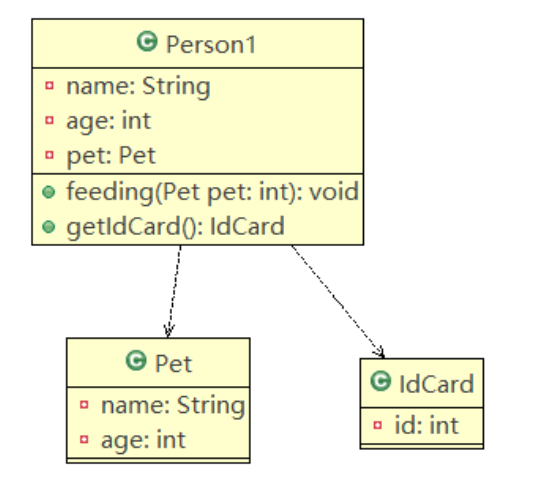 C Person1
name: String
age: int
pet: Pet
feeding(Pet pet: int): void
getIdCard(): IdCard
C Pet
name: String
age: int
C IdCard
id: int